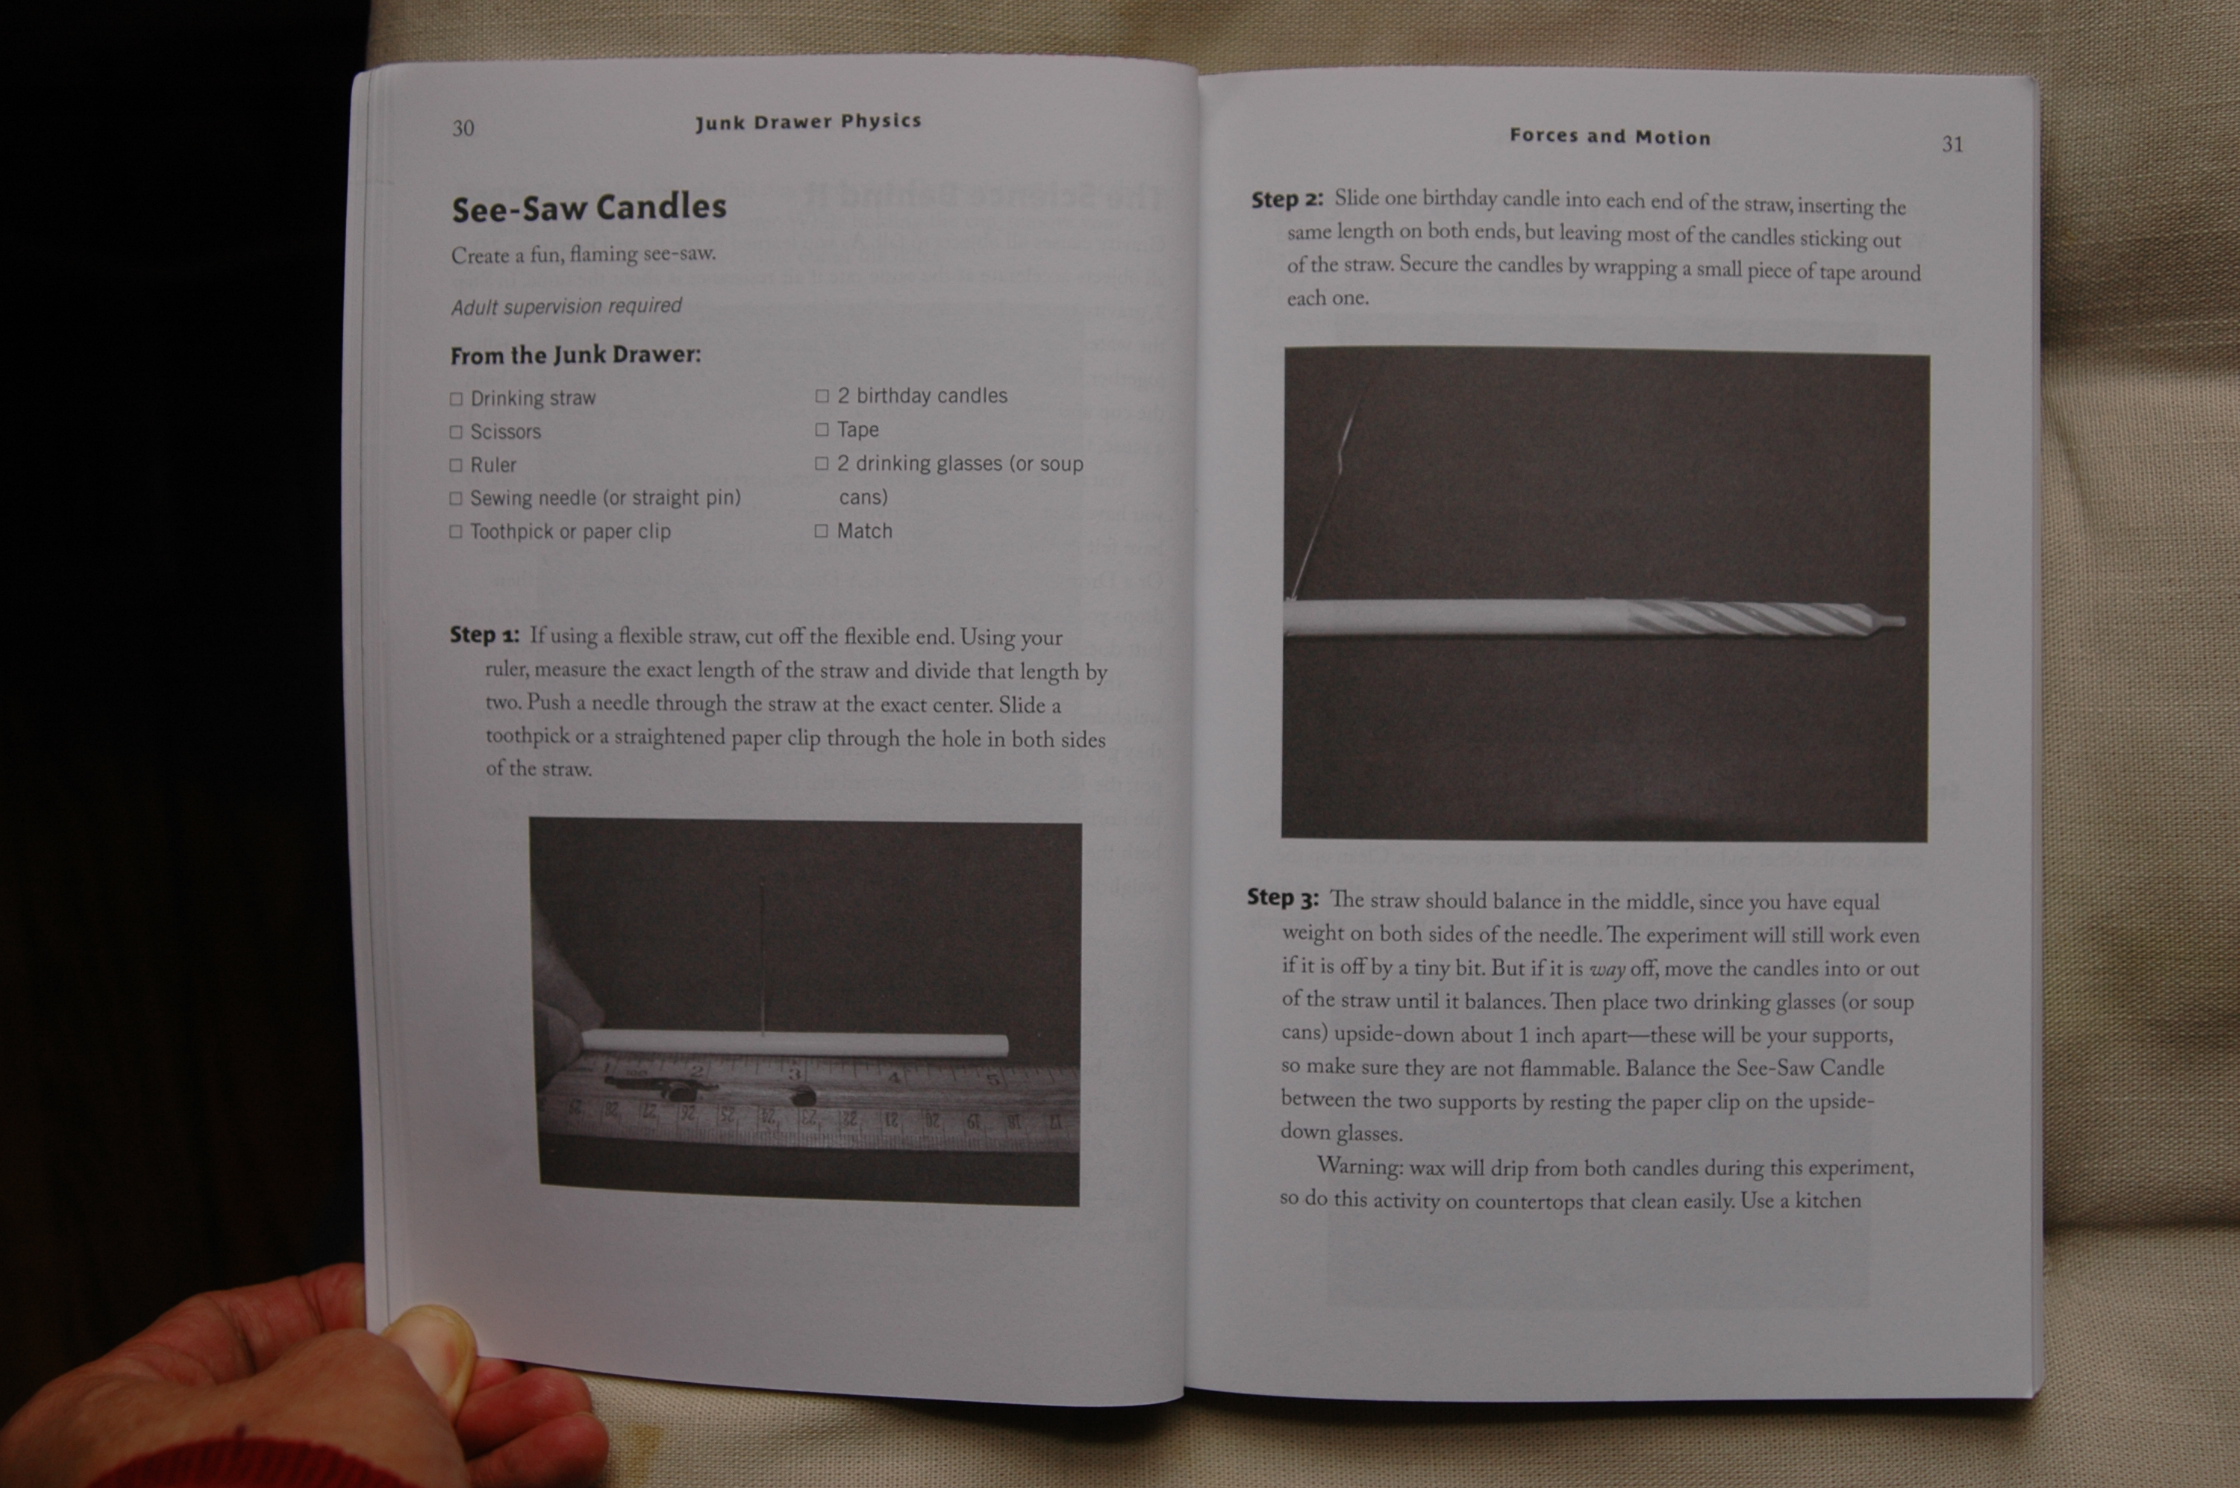 30
Junk Drawer Physics
See-Saw Candles
Create a fun, flaming see-saw.
Adult supervision required
From the Junk Drawer:
☐ Drinking straw
☐ Scissors
☐ Ruler
☐ Sewing needle (or straight pin)
☐ Toothpick or paper clip
☐ 2 birthday candles
☐ Tape
☐ 2 drinking glasses (or soup
cans)
☐ Match
Step 1: If using a flexible straw, cut off the flexible end. Using your
ruler, measure the exact length of the straw and divide that length by
two. Push a needle through the straw at the exact center. Slide a
toothpick or a straightened paper clip through the hole in both sides
of the straw.
1 2 3 4 5
Forces and Motion
31
Step 2: Slide one birthday candle into each end of the straw, inserting the
same length on both ends, but leaving most of the candles sticking out
of the straw. Secure the candles by wrapping a small piece of tape around
each one.
Step 3: The straw should balance in the middle, since you have equal
weight on both sides of the needle. The experiment will still work even
if it is off by a tiny bit. But if it is way off, move the candles into or out
of the straw until it balances. Then place two drinking glasses (or soup
cans) upside-down about 1 inch apart—these will be your supports,
so make sure they are not flammable. Balance the See-Saw Candle
between the two supports by resting the paper clip on the upside-
down glasses.
Warning: wax will drip from both candles during this experiment,
so do this activity on countertops that clean easily. Use a kitchen